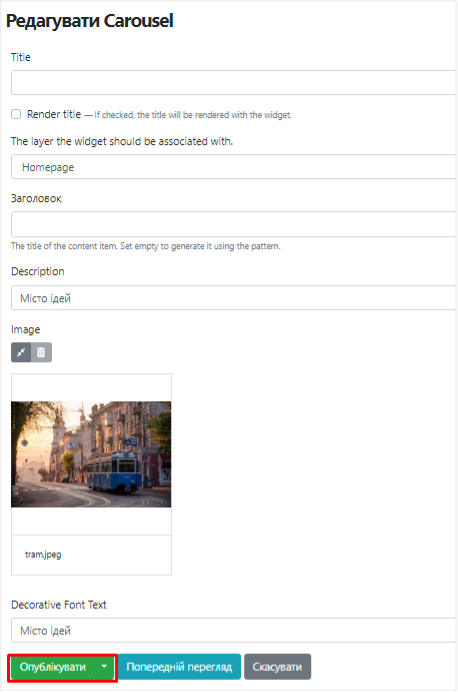 Редагувати Carousel
Title
Render title — If checked, the title will be rendered with the widget.
The layer the widget should be associated with.
Homepage
Заголовок
The title of the content item. Set empty to generate it using the pattern.
Description
Місто ідей
Image
tram.jpeg
Decorative Font Text
Місто ідей
Опублікувати Попередній перегляд Скасувати